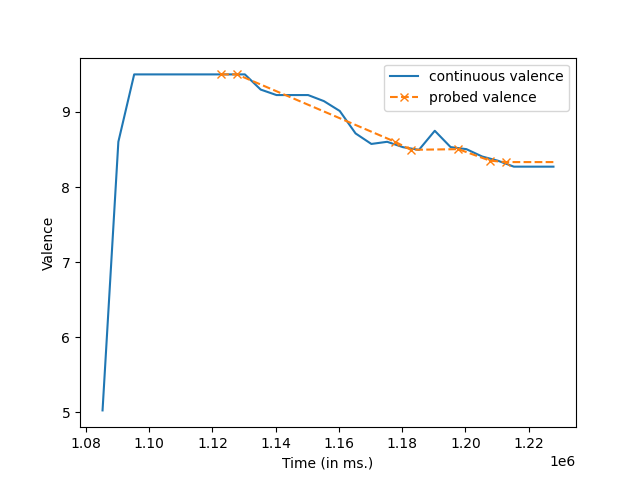 continuous valence
probed valence
9
8
7
6
5
Valence
1.08 1.10 1.12 1.14 1.16 1.18 1.20 1.22
1e6
Time (in ms.)